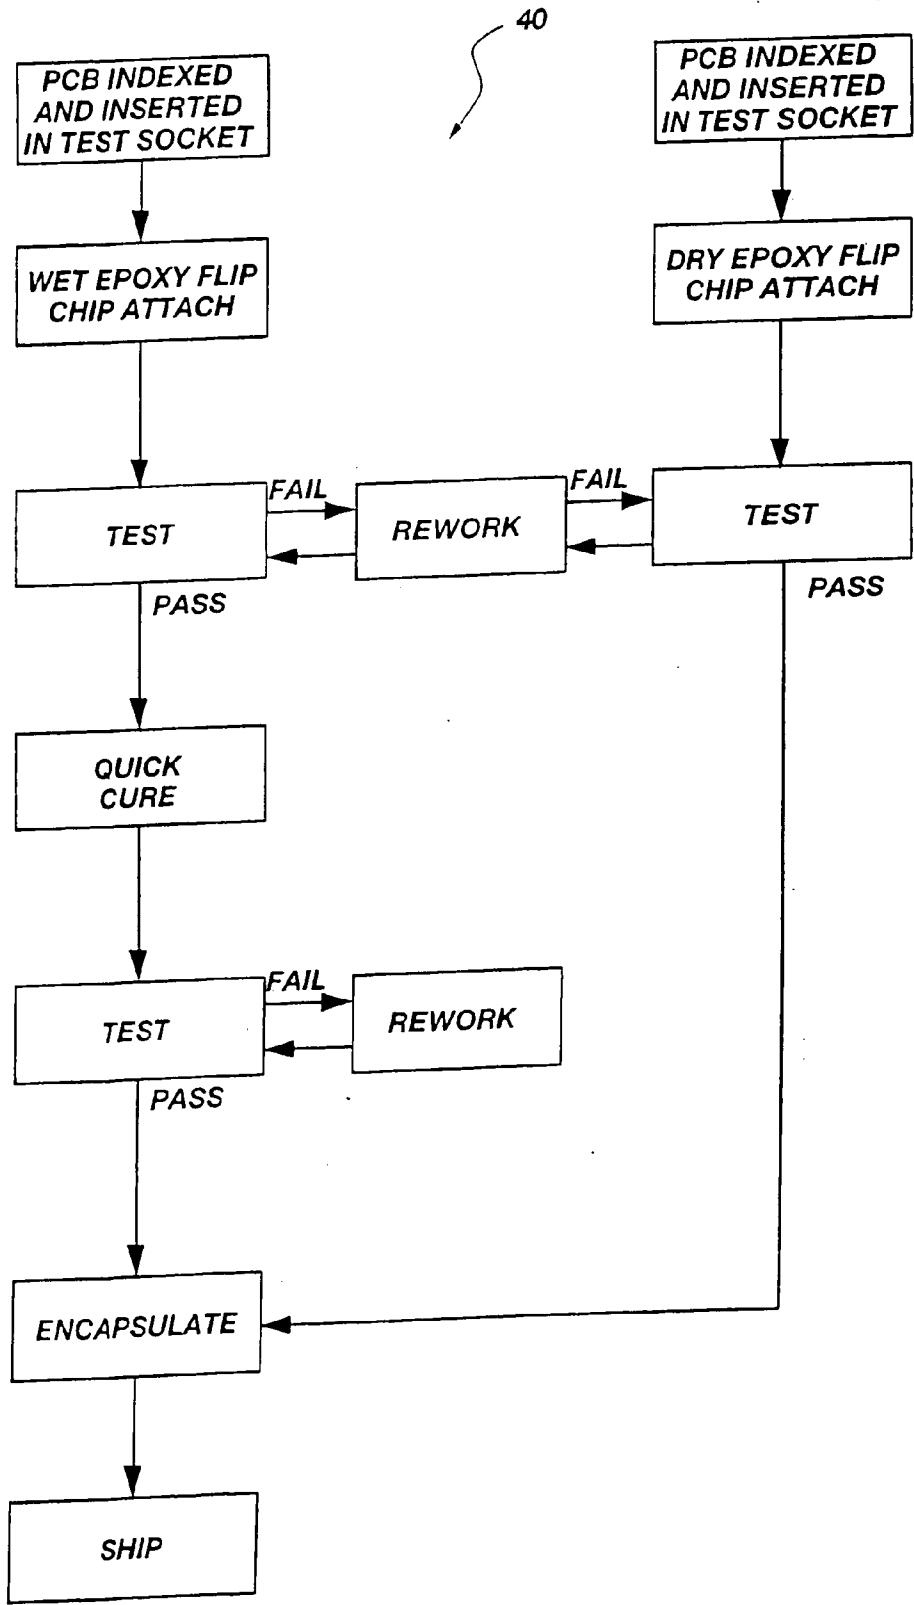 40
PCB INDEXED
AND INSERTED
IN TEST SOCKET
PCB INDEXED
AND INSERTED
IN TEST SOCKET
WET EPOXY FLIP
CHIP ATTACH
DRY EPOXY FLIP
CHIP ATTACH
TEST
FAIL
REWORK
FAIL
TEST
PASS
PASS
QUICK
CURE
TEST
FAIL
REWORK
PASS
ENCAPSULATE
SHIP